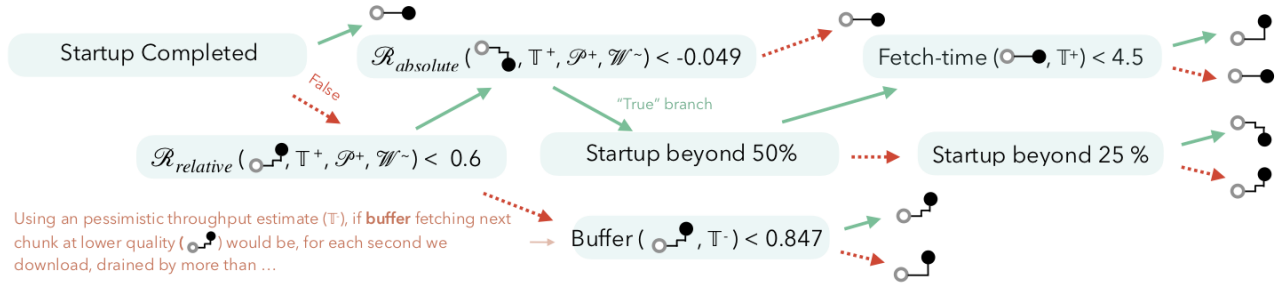 Startup Completed
ℛabsolute ( , 𝕋+, 𝒫+, 𝒲~) < -0.049
Fetch-time ( , 𝕋+) < 4.5
False
"True" branch
ℛrelative ( , 𝕋+, 𝒫+, 𝒲~) < 0.6
Startup beyond 50%
Startup beyond 25 %
Using an pessimistic throughput estimate (𝕋-), if buffer fetching next
chunk at lower quality ( ) would be, for each second we
download, drained by more than …
Buffer ( , 𝕋-) < 0.847